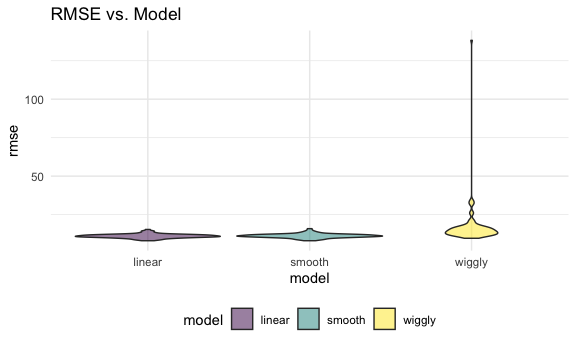 RMSE vs. Model
rmse
100
50
linear smooth wiggly
model
model linear smooth wiggly